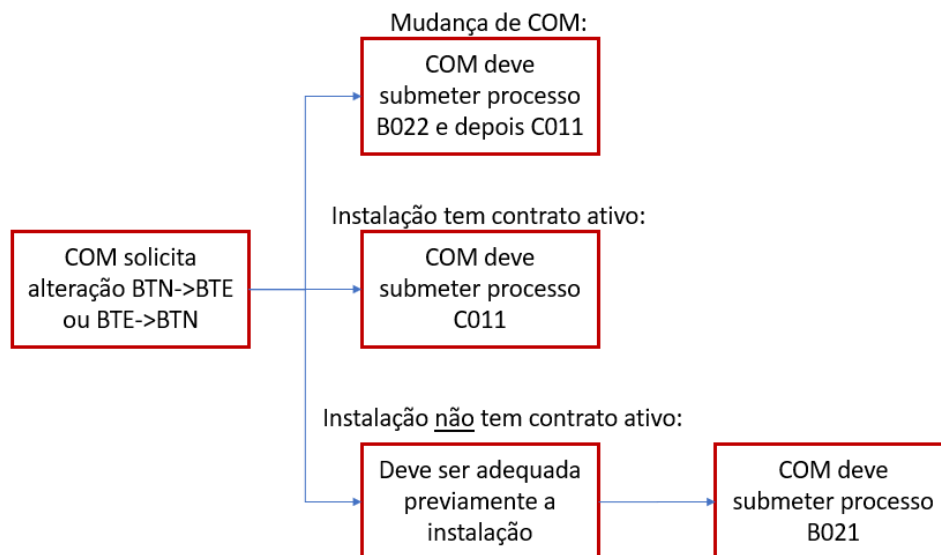 Mudança de COM:
COM deve
submeter processo
B022 e depois C011
Instalação tem contrato ativo:
COM solicita
alteração BTN->BTE
ou BTE->BTN
COM deve
submeter processo
C011
Instalação não tem contrato ativo:
Deve ser adequada
previamente a
instalação
COM deve
submeter processo
B021